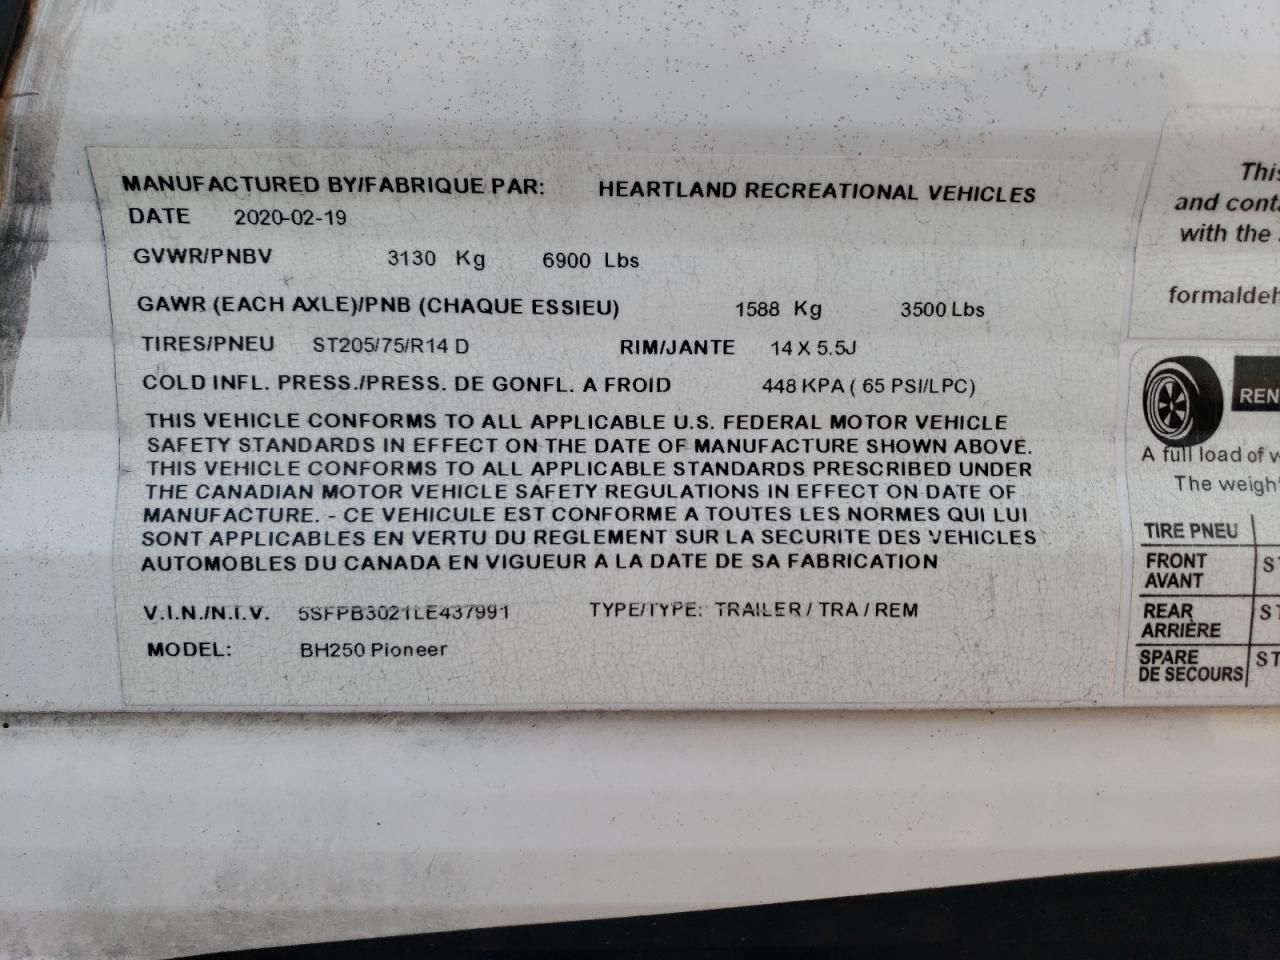 MANUFACTURED BY/FABRIQUE PAR: HEARTLAND RECREATIONAL VEHICLES
DATE 2020-02-19
GVWR/PNBV 3130 Kg 6900 Lbs
GAWR (EACH AXLE)/PNB (CHAQUE ESSIEU) 1588 Kg 3500 Lbs
TIRES/PNEU ST205/75/R14 D RIM/JANTE 14 X 5.5J
COLD INFL. PRESS./PRESS. DE GONFL. A FROID 448 KPA ( 65 PSI/LPC)
THIS VEHICLE CONFORMS TO ALL APPLICABLE U.S. FEDERAL MOTOR VEHICLE
SAFETY STANDARDS IN EFFECT ON THE DATE OF MANUFACTURE SHOWN ABOVE.
THIS VEHICLE CONFORMS TO ALL APPLICABLE STANDARDS PRESCRIBED UNDER
THE CANADIAN MOTOR VEHICLE SAFETY REGULATIONS IN EFFECT ON DATE OF
MANUFACTURE. - CE VEHICULE EST CONFORME A TOUTES LES NORMES QUI LUI
SONT APPLICABLES EN VERTU DU REGLEMENT SUR LA SECURITE DES VEHICLES
AUTOMOBLES DU CANADA EN VIGUEUR A LA DATE DE SA FABRICATION
V.I.N./N.I.V. 5SFPB3021LE437991 TYPE/TYPE: TRAILER / TRA / REM
MODEL: BH250 Pioneer
This
and
with the
A full load of
The
TIRE PNEU
FRONT
AVANT
REAR
ARRIÈRE
SPARE
DE SECOURS